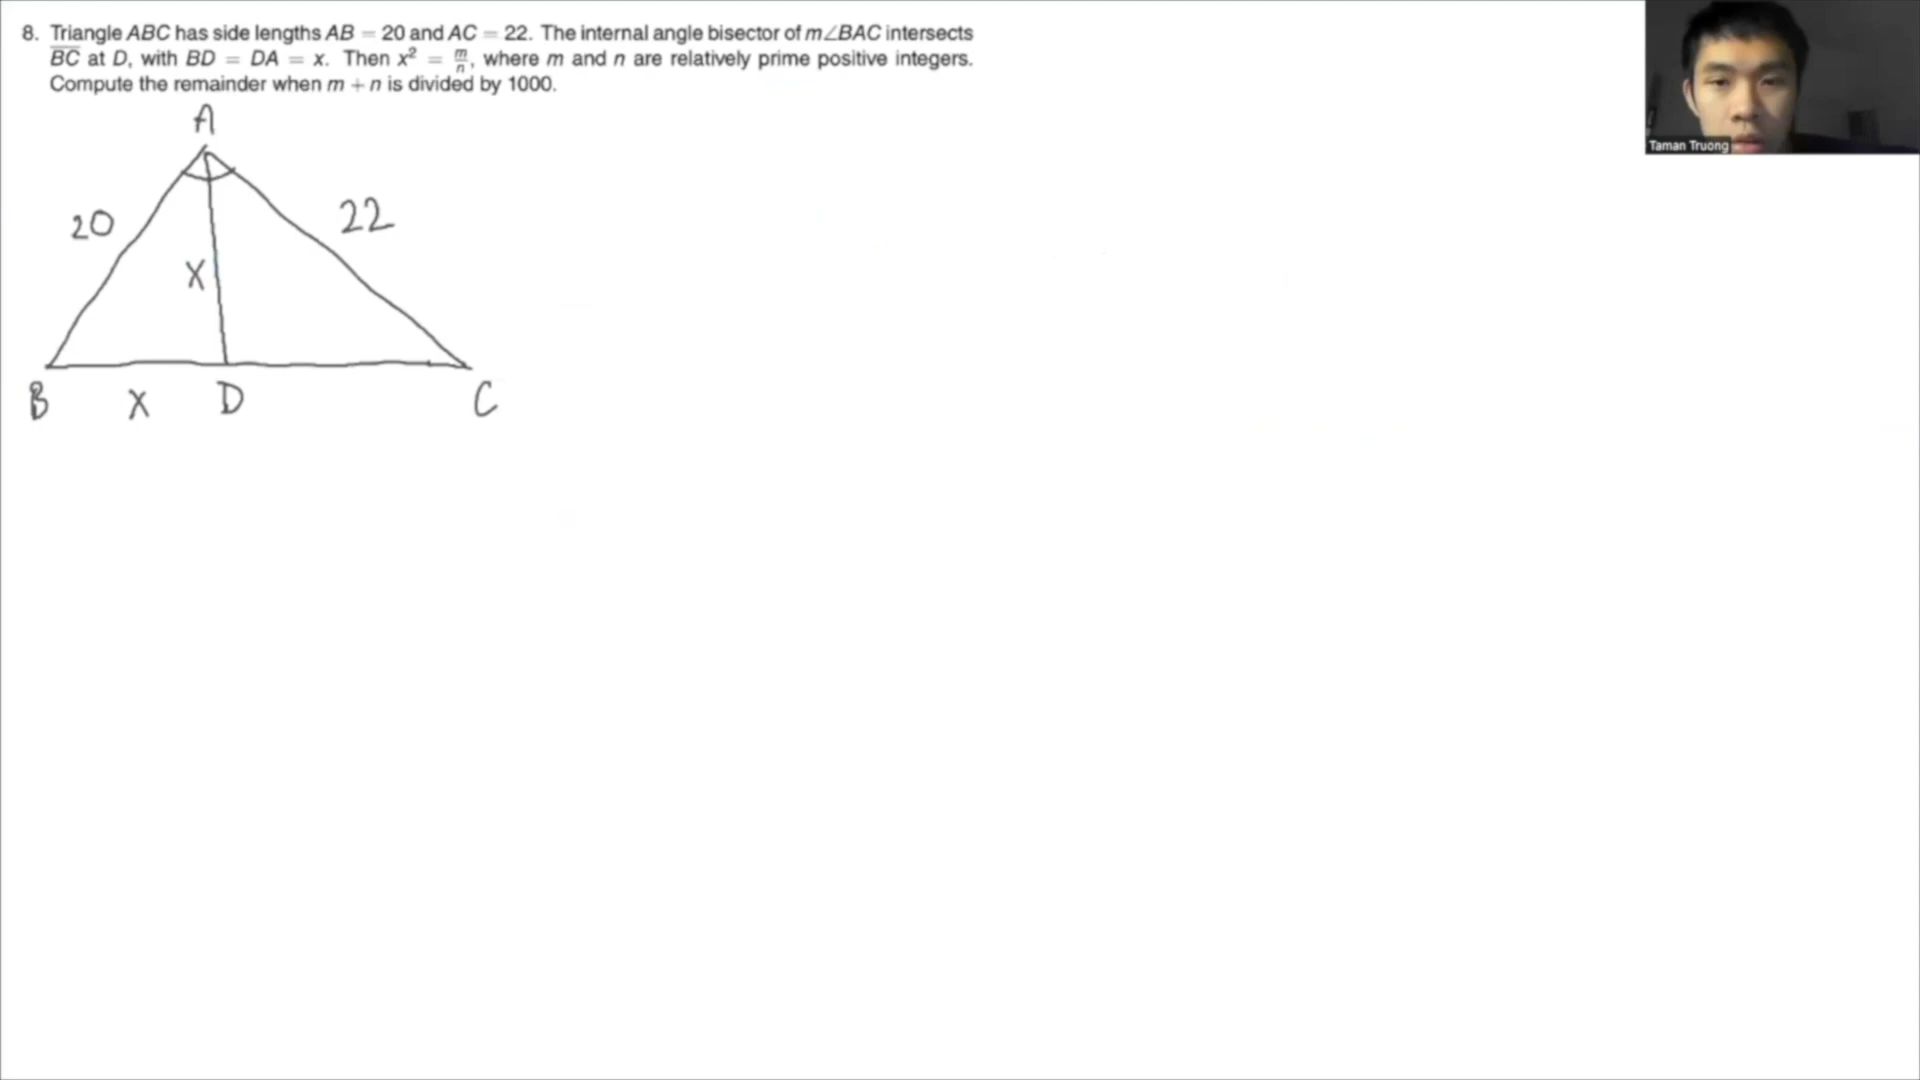 8. Triangle ABC has side lengths AB = 20 and AC = 22. The internal angle bisector of m∠BAC intersects
B̅C̅ at D, with BD = DA = x. Then x² = m/n, where m and n are relatively prime positive integers.
Compute the remainder when m + n is divided by 1000.
Taman Truong
A
20
22
X
B
X
D
C